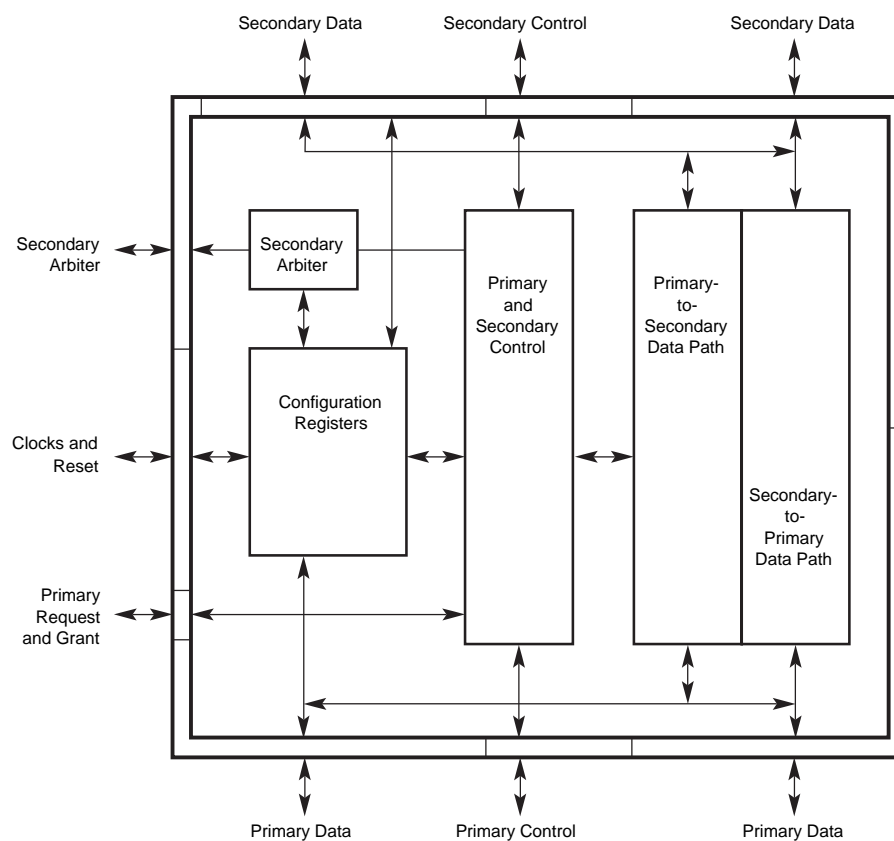 Secondary Data
Secondary Control
Secondary Data
Secondary
Arbiter
Secondary
Arbiter
Primary
and
Secondary
Control
Primary-
to-
Secondary
Data Path
Configuration
Registers
Clocks and
Reset
Secondary-
to-
Primary
Data Path
Primary
Request
and Grant
Primary Data
Primary Control
Primary Data